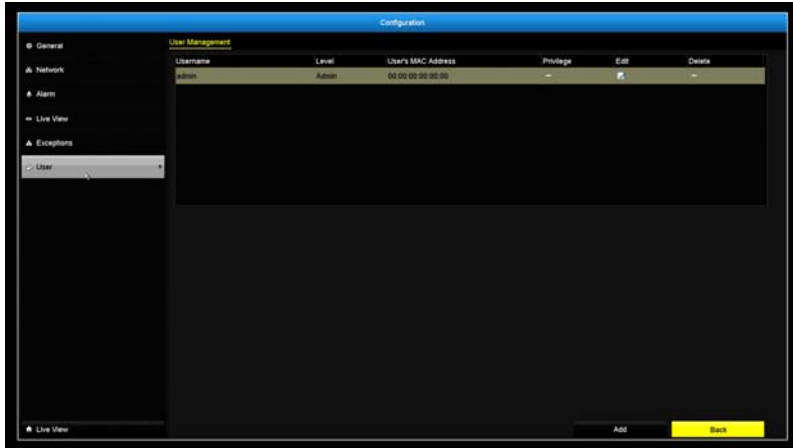 Configuration
General
Network
Alarm
Live View
Exceptions
User
User Management
Username Level User's MAC Address Privilege Edit Delete
admin Admin 00:00:00:00:00:00 – –
Live View
Add Back